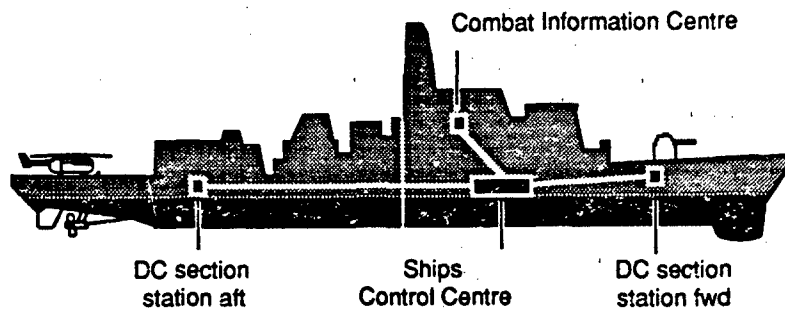 Combat Information Centre
DC section
station aft
Ships
Control Centre
DC section
station fwd